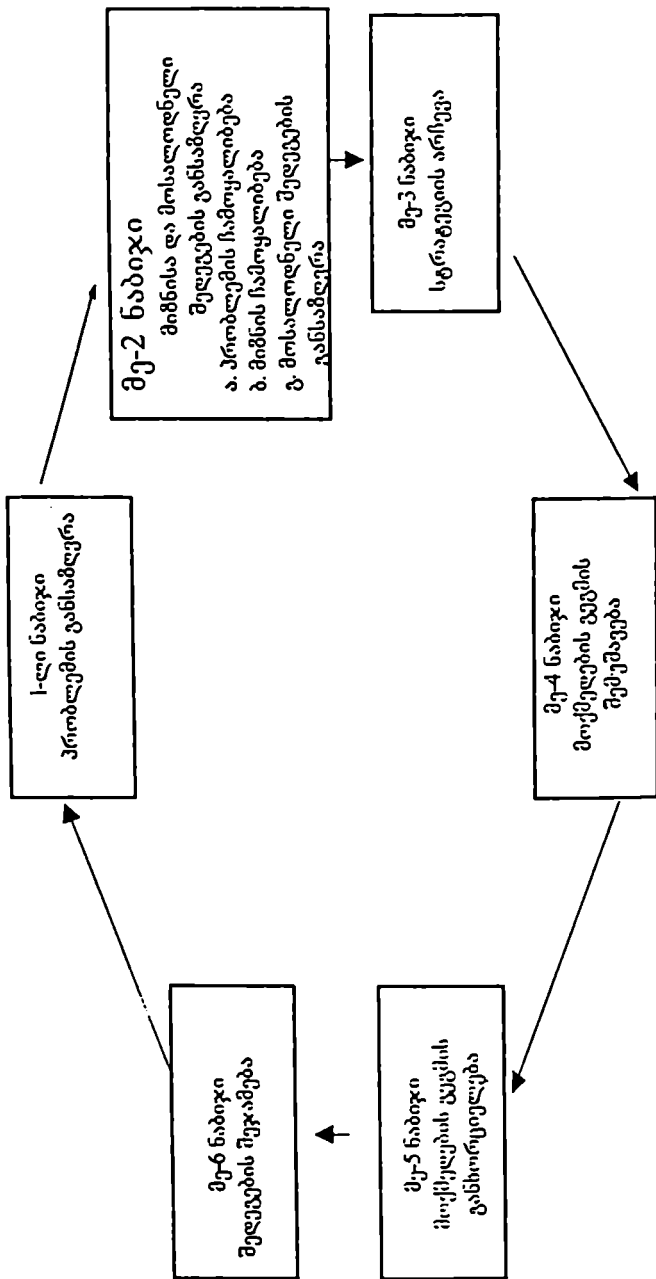 1-ლი ნაბიჯი
პრობლემის განსაზღვრა
მე-2 ნაბიჯი
მიზნისა და მოსალოდნელი
შედეგების განსაზღვრა
ა. პრობლემის ჩამოყალიბება
ბ. მიზნის ჩამოყალიბება
გ. მოსალოდნელი შედეგების
განსაზღვრა
მე-3 ნაბიჯი
სტრატეგიის არჩევა
მე-4 ნაბიჯი
მოქმედების გეგმის
შემუშავება
მე-5 ნაბიჯი
მოქმედების გეგმის
განხორციელება
მე-6 ნაბიჯი
შედეგების შეჯამება